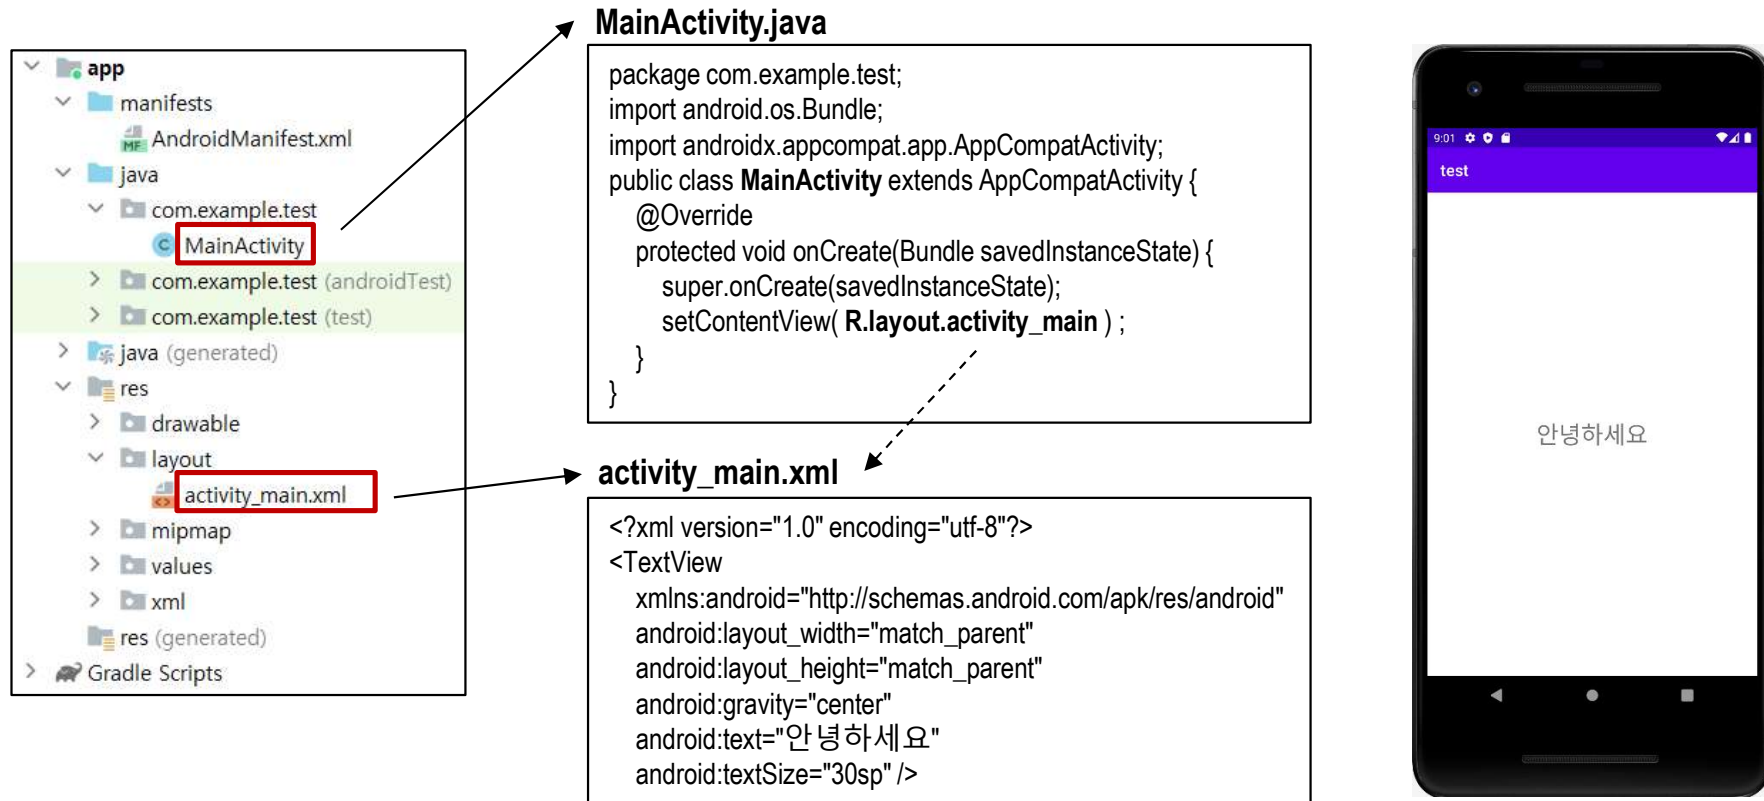 app
manifests
AndroidManifest.xml
java
com.example.test
MainActivity
com.example.test (androidTest)
com.example.test (test)
java (generated)
res
drawable
layout
activity_main.xml
mipmap
values
xml
res (generated)
Gradle Scripts
MainActivity.java
package com.example.test;
import android.os.Bundle;
import androidx.appcompat.app.AppCompatActivity;
public class MainActivity extends AppCompatActivity {
@Override
protected void onCreate(Bundle savedInstanceState) {
super.onCreate(savedInstanceState);
setContentView( R.layout.activity_main ) ;
}
}
activity_main.xml
<?xml version="1.0" encoding="utf-8"?>
<TextView
xmlns:android="http://schemas.android.com/apk/res/android"
android:layout_width="match_parent"
android:layout_height="match_parent"
android:gravity="center"
android:text="안녕하세요"
android:textSize="30sp" />
9:01
test
안녕하세요